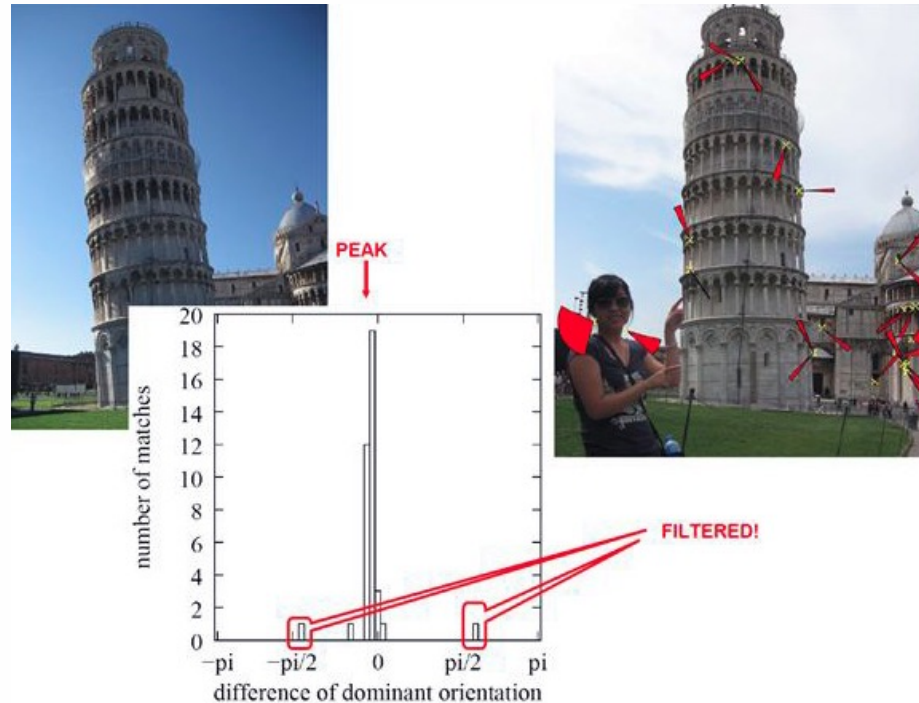 PEAK
20
18
16
14
12
10
8
6
4
2
0
number of matches
−pi
−pi/2
0
pi/2
pi
difference of dominant orientation
FILTERED!